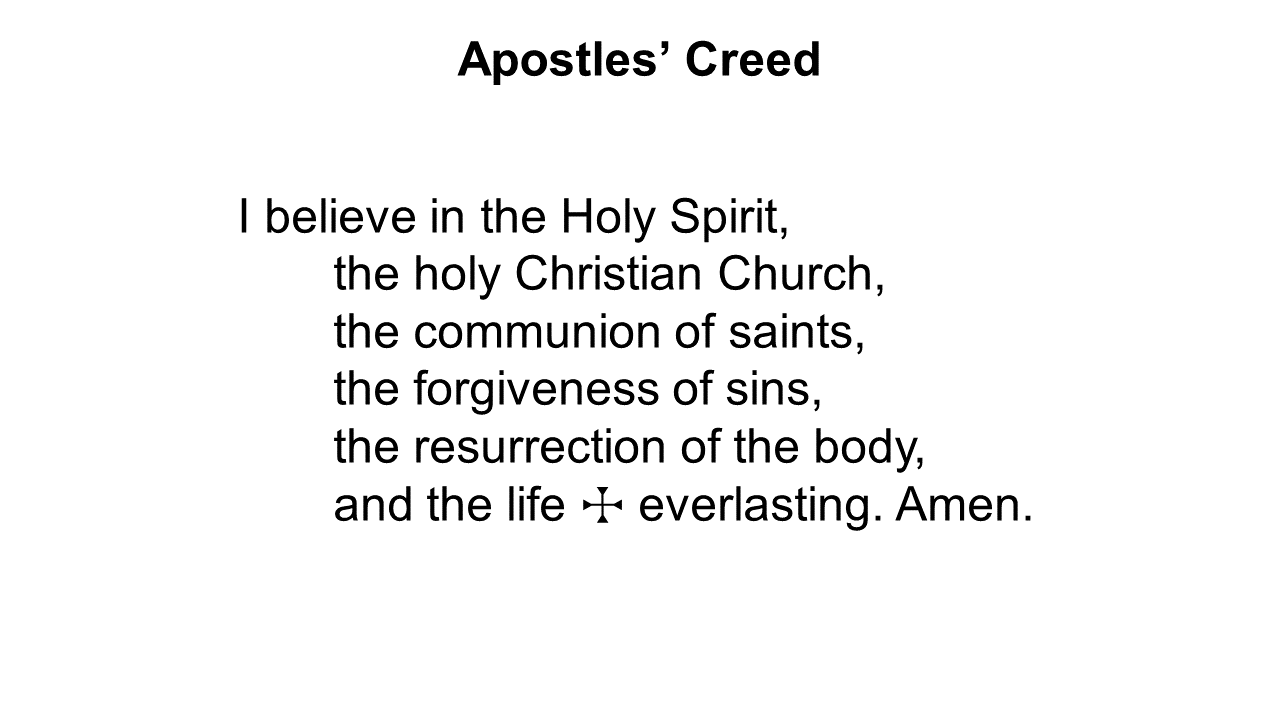 Apostles’ Creed
I believe in the Holy Spirit,
the holy Christian Church,
the communion of saints,
the forgiveness of sins,
the resurrection of the body,
and the life ☩ everlasting. Amen.